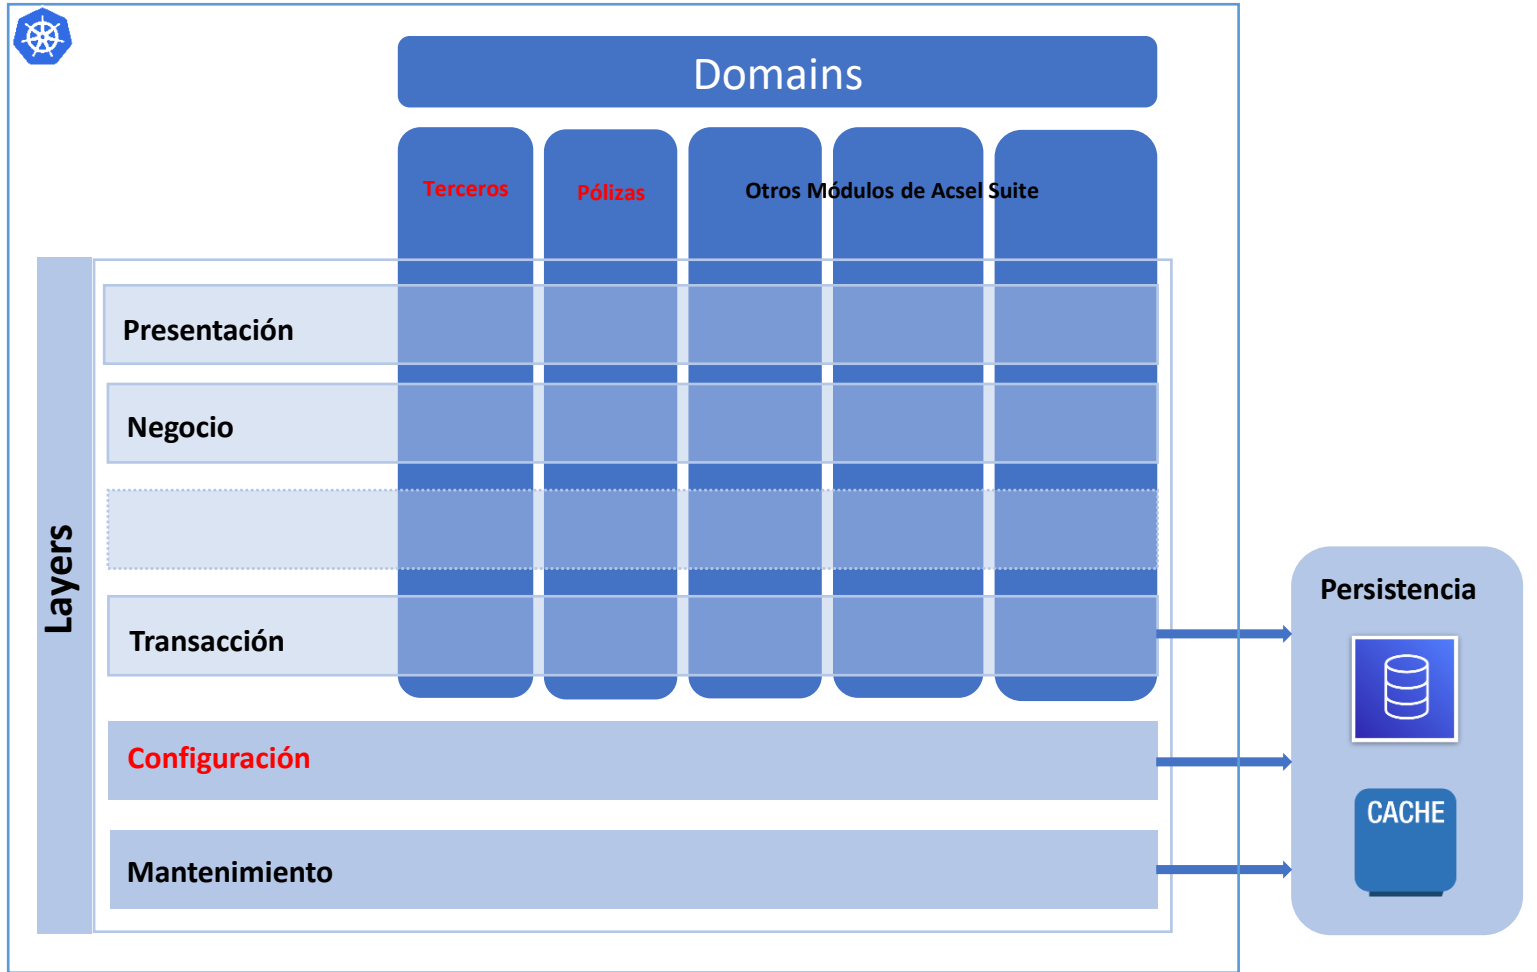 Domains
Terceros
Pólizas
Otros Módulos de Acsel Suite
Layers
Presentación
Negocio
Transacción
Configuración
Mantenimiento
Persistencia
CACHE